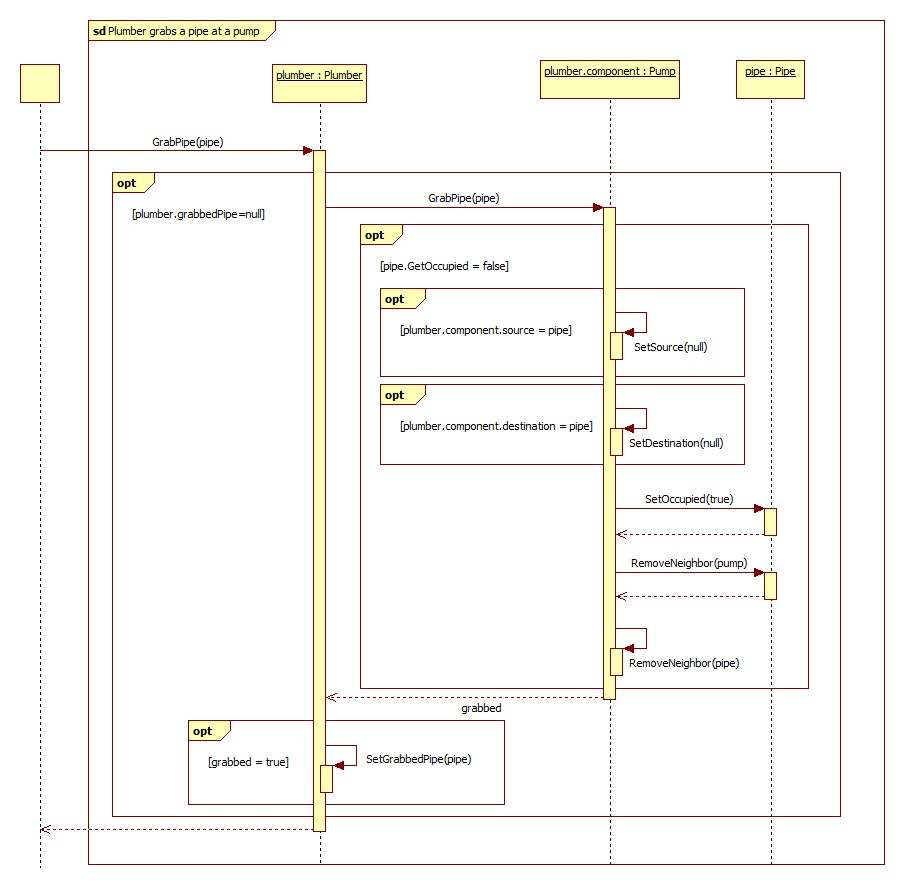 sd Plumber grabs a pipe at a pump
plumber : Plumber
plumber.component : Pump
pipe : Pipe
GrabPipe(pipe)
opt
[plumber.grabbedPipe=null]
GrabPipe(pipe)
opt
[pipe.GetOccupied = false]
opt
[plumber.component.source = pipe]
SetSource(null)
opt
[plumber.component.destination = pipe]
SetDestination(null)
SetOccupied(true)
RemoveNeighbor(pump)
RemoveNeighbor(pipe)
grabbed
opt
[grabbed = true]
SetGrabbedPipe(pipe)